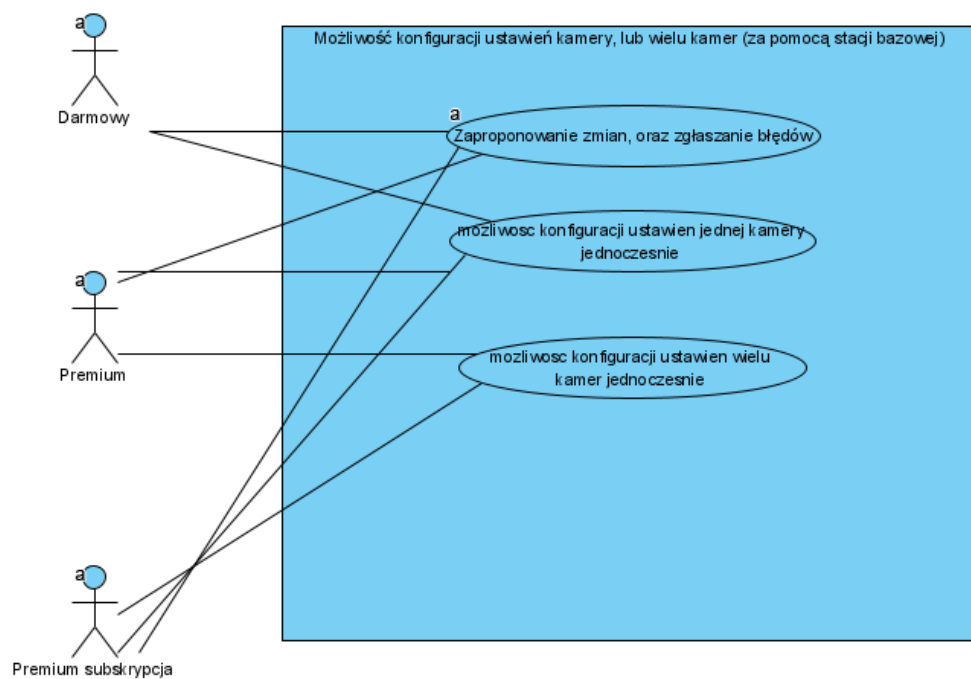 a
Darmowy
Możliwość konfiguracji ustawień kamery, lub wielu kamer (za pomocą stacji bazowej)
a
Zaproponowanie zmian, oraz zgłaszanie błędów
mozliwosc konfiguracji ustawien jednej kamery
jednoczesnie
a
Premium
mozliwosc konfiguracji ustawien wielu
kamer jednoczesnie
a
Premium subskrypcja